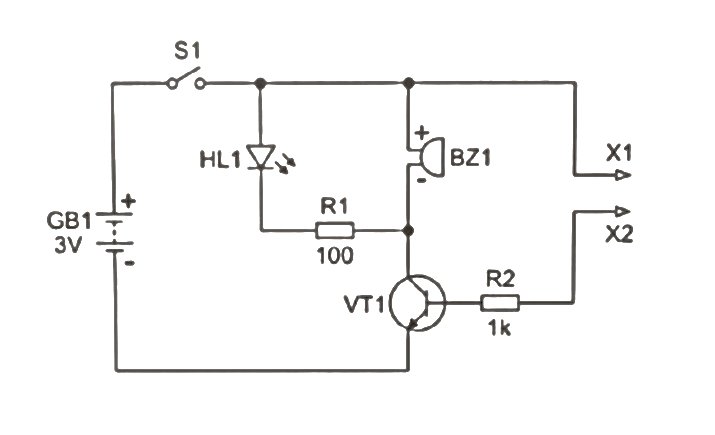 S1
HL1
+
BZ1
-
X1
X2
GB1
3V
+
-
R1
100
VT1
R2
1k